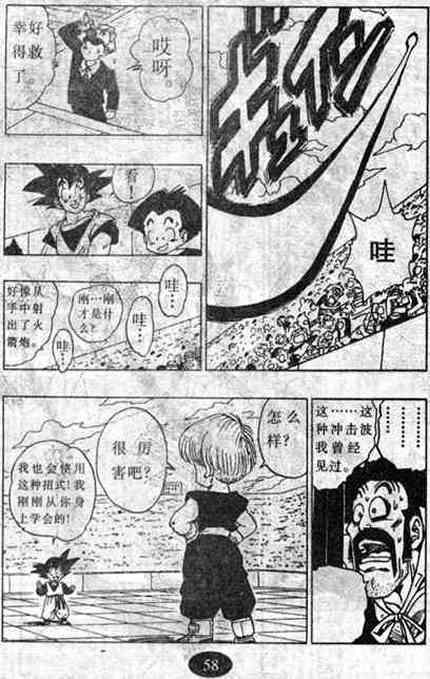 哇
哎
呀。
幸好
得救
了。
看！
哇…
哇…
刚…刚
才是什
么？
哇…
好像从
手中射
出了火
箭炮。
………
………
这……这
种冲击波
我曾经
见过。
怎么
样？
很厉
害吧？
我也会使用
这种招式！我
刚刚从你身
上学会的！
58